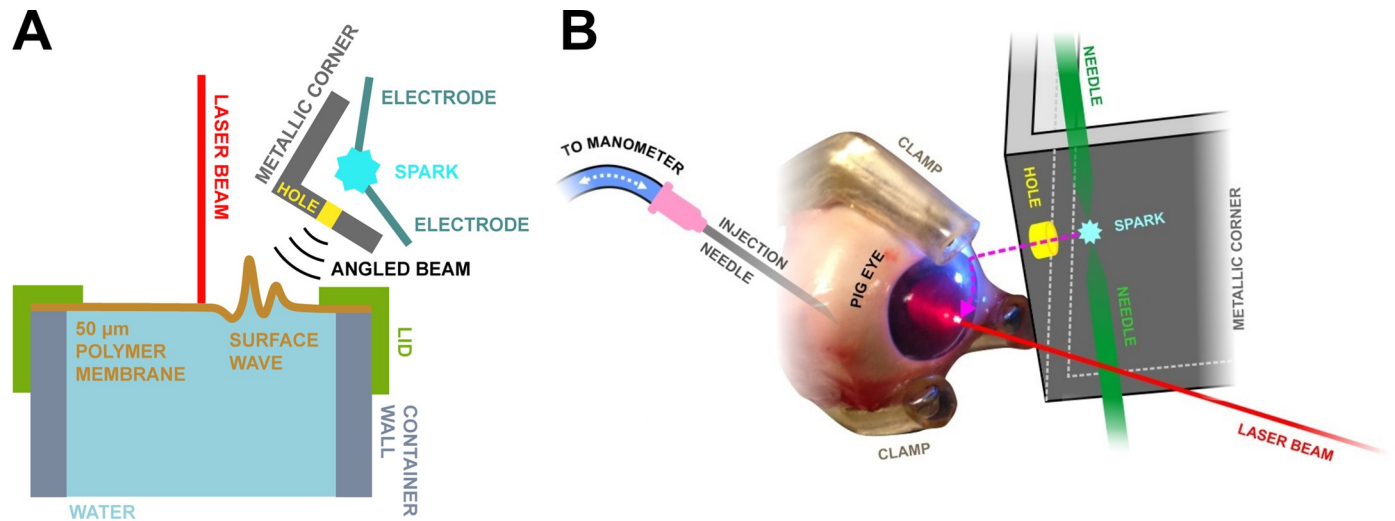 A
LASER BEAM
METALLIC CORNER
ELECTRODE
SPARK
HOLE
ELECTRODE
ANGLED BEAM
50 µm
POLYMER
MEMBRANE
SURFACE
WAVE
LID
CONTAINER
WALL
WATER
B
TO MANOMETER
INJECTION
NEEDLE
PIG EYE
CLAMP
CLAMP
NEEDLE
HOLE
SPARK
NEEDLE
METALLIC CORNER
LASER BEAM